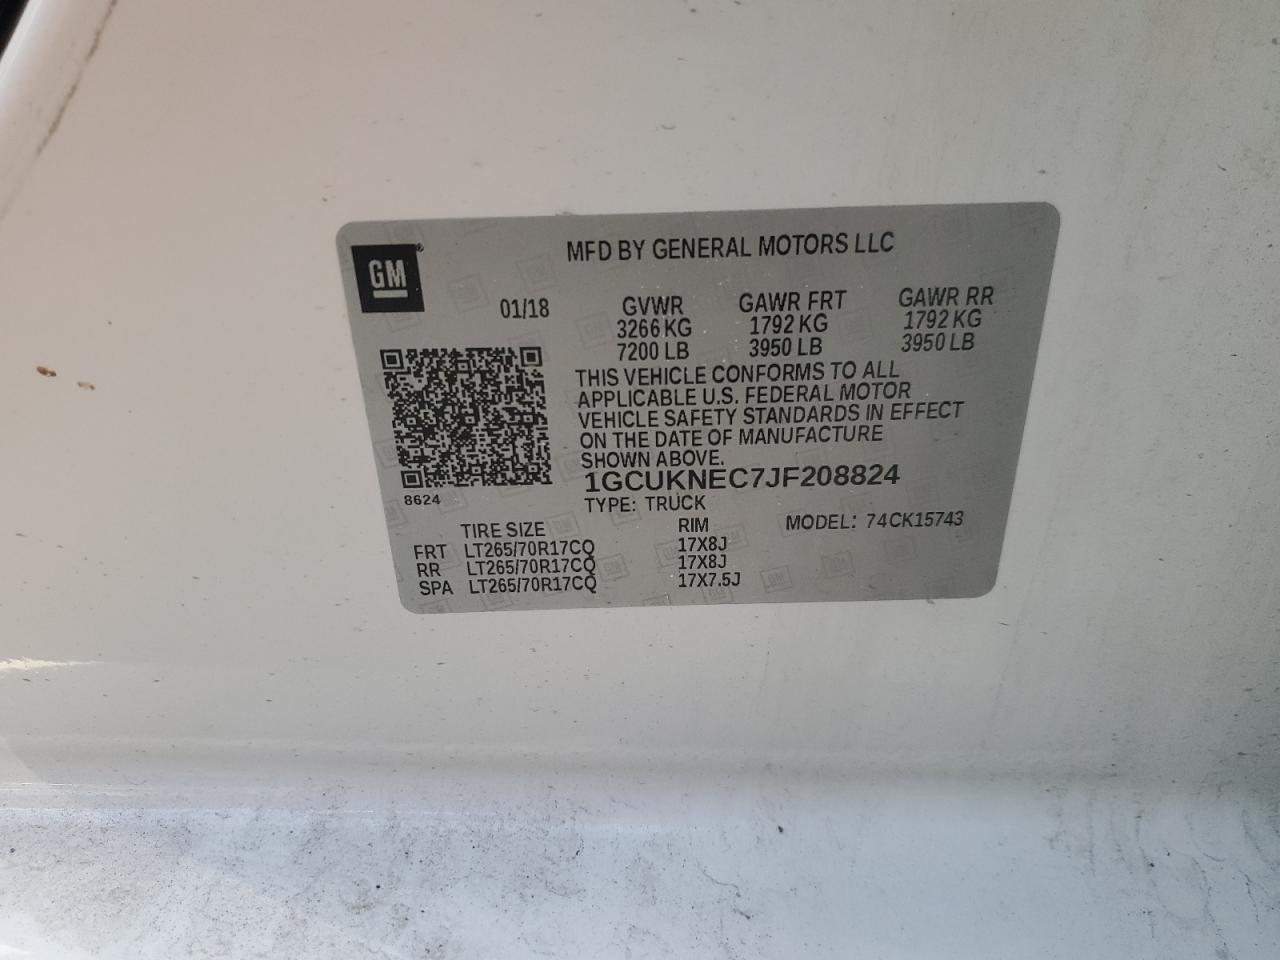 GM®
MFD BY GENERAL MOTORS LLC
01/18 GVWR GAWR FRT GAWR RR
3266 KG 1792 KG 1792 KG
7200 LB 3950 LB 3950 LB
THIS VEHICLE CONFORMS TO ALL
APPLICABLE U.S. FEDERAL MOTOR
VEHICLE SAFETY STANDARDS IN EFFECT
ON THE DATE OF MANUFACTURE
SHOWN ABOVE.
1GCUKNEC7JF208824
8624
TYPE: TRUCK
MODEL: 74CK15743
TIRE SIZE RIM
FRT LT265/70R17CQ 17X8J
RR LT265/70R17CQ 17X8J
SPA LT265/70R17CQ 17X7.5J